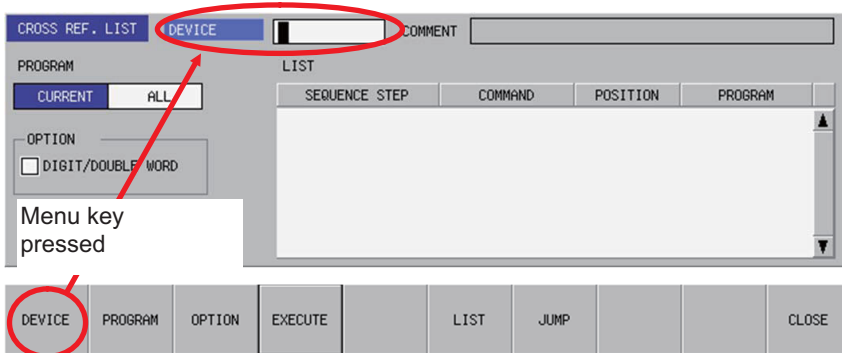 CROSS REF. LIST DEVICE COMMENT
PROGRAM LIST
CURRENT ALL SEQUENCE STEP COMMAND POSITION PROGRAM
OPTION
DIGIT/DOUBLE WORD
Menu key
pressed
DEVICE PROGRAM OPTION EXECUTE LIST JUMP CLOSE